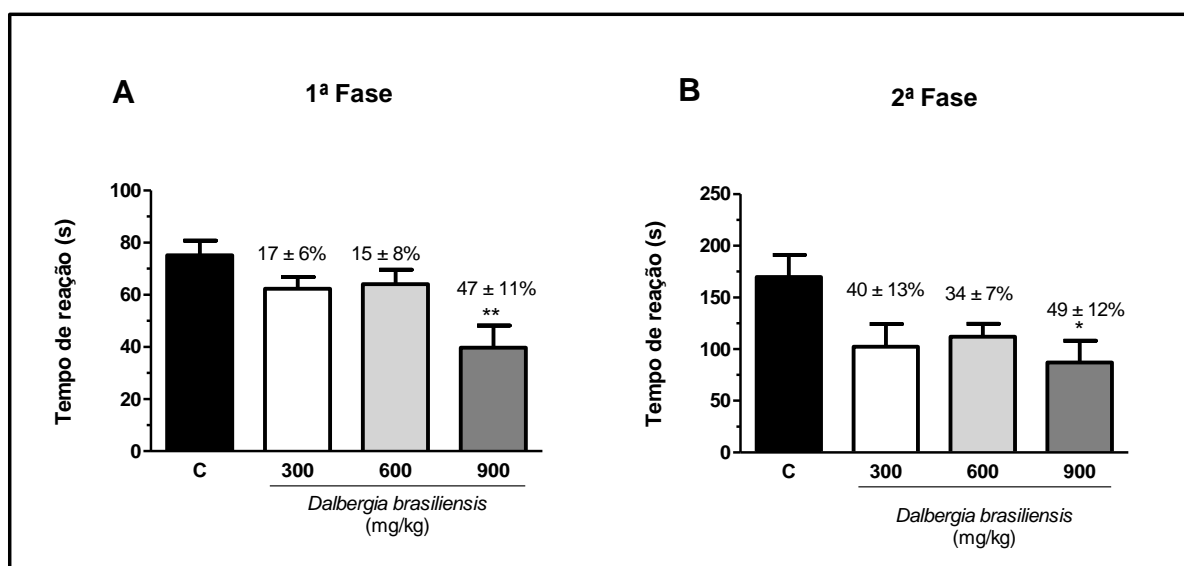 A
1ª Fase
Tempo de reação (s)
100
80
60
40
20
0
17 ± 6%
15 ± 8%
47 ± 11%
**
C
300
600
900
Dalbergia brasiliensis
(mg/kg)
B
2ª Fase
Tempo de reação (s)
250
200
150
100
50
0
40 ± 13%
34 ± 7%
49 ± 12%
*
C
300
600
900
Dalbergia brasiliensis
(mg/kg)